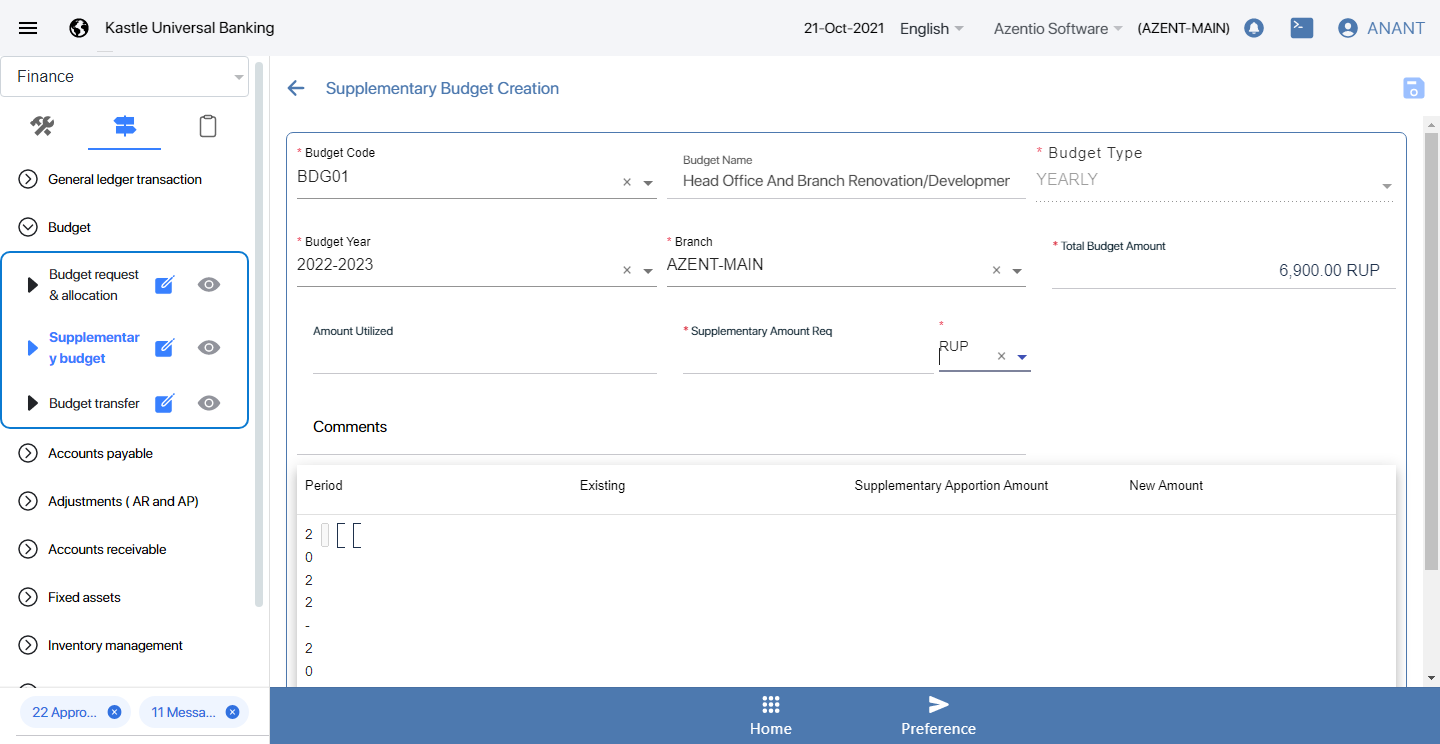 Kastle Universal Banking
21-Oct-2021 English Azentio Software (AZENT-MAIN) ANANT
Finance
General ledger transaction
Budget
Budget request
& allocation
Supplementar
y budget
Budget transfer
Accounts payable
Adjustments ( AR and AP)
Accounts receivable
Fixed assets
Inventory management
22 Appro...
11 Messa...
Supplementary Budget Creation
* Budget Code
BDG01
Budget Name
Head Office And Branch Renovation/Developmer
* Budget Type
YEARLY
* Budget Year
2022-2023
* Branch
AZENT-MAIN
* Total Budget Amount
6,900.00 RUP
Amount Utilized
* Supplementary Amount Req
*
RUP
Comments
Period Existing Supplementary Apportion Amount New Amount
2
0
2
2
-
2
0
Home
Preference